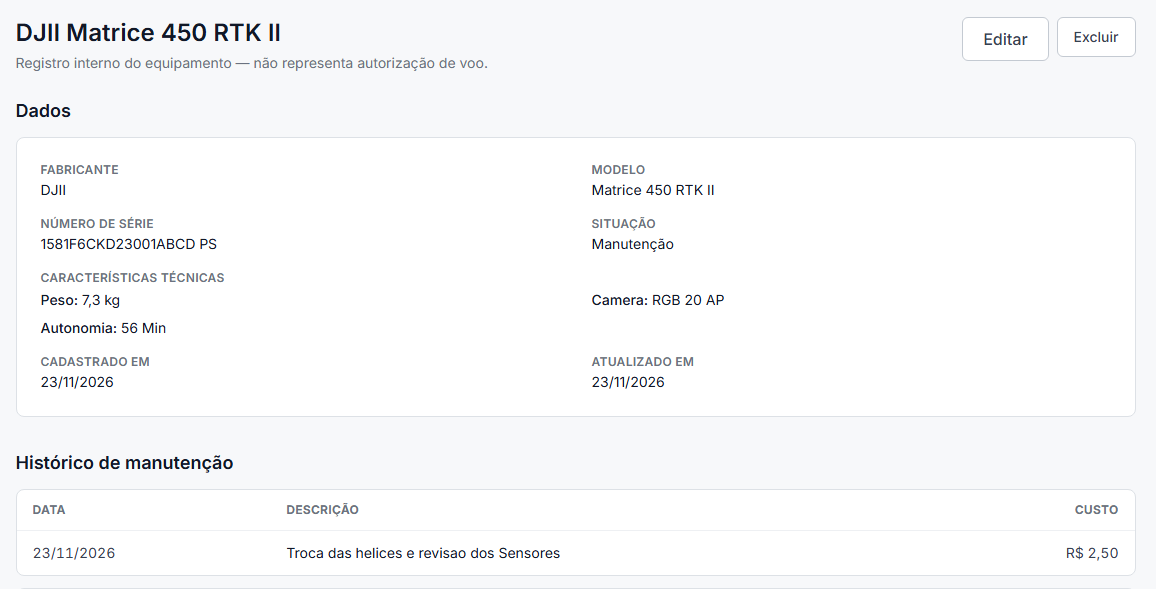 DJII Matrice 450 RTK II
Editar
Excluir
Registro interno do equipamento — não representa autorização de voo.
Dados
FABRICANTE
DJII
MODELO
Matrice 450 RTK II
NÚMERO DE SÉRIE
1581F6CKD23001ABCD PS
SITUAÇÃO
Manutenção
CARACTERÍSTICAS TÉCNICAS
Peso: 7,3 kg
Camera: RGB 20 AP
Autonomia: 56 Min
CADASTRADO EM
23/11/2026
ATUALIZADO EM
23/11/2026
Histórico de manutenção
DATA DESCRIÇÃO CUSTO
23/11/2026 Troca das helices e revisao dos Sensores R$ 2,50